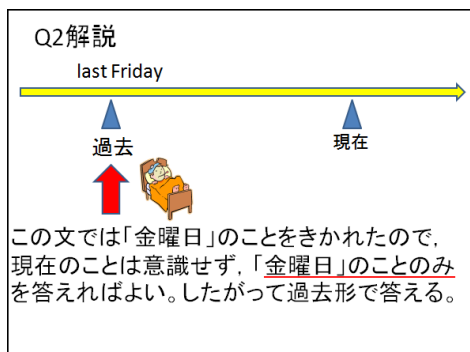 Q2解説
last Friday
過去
現在
この文では「金曜日」のことをきかれたので，
現在のことは意識せず，「金曜日」のことのみ
を答えればよい。したがって過去形で答える。